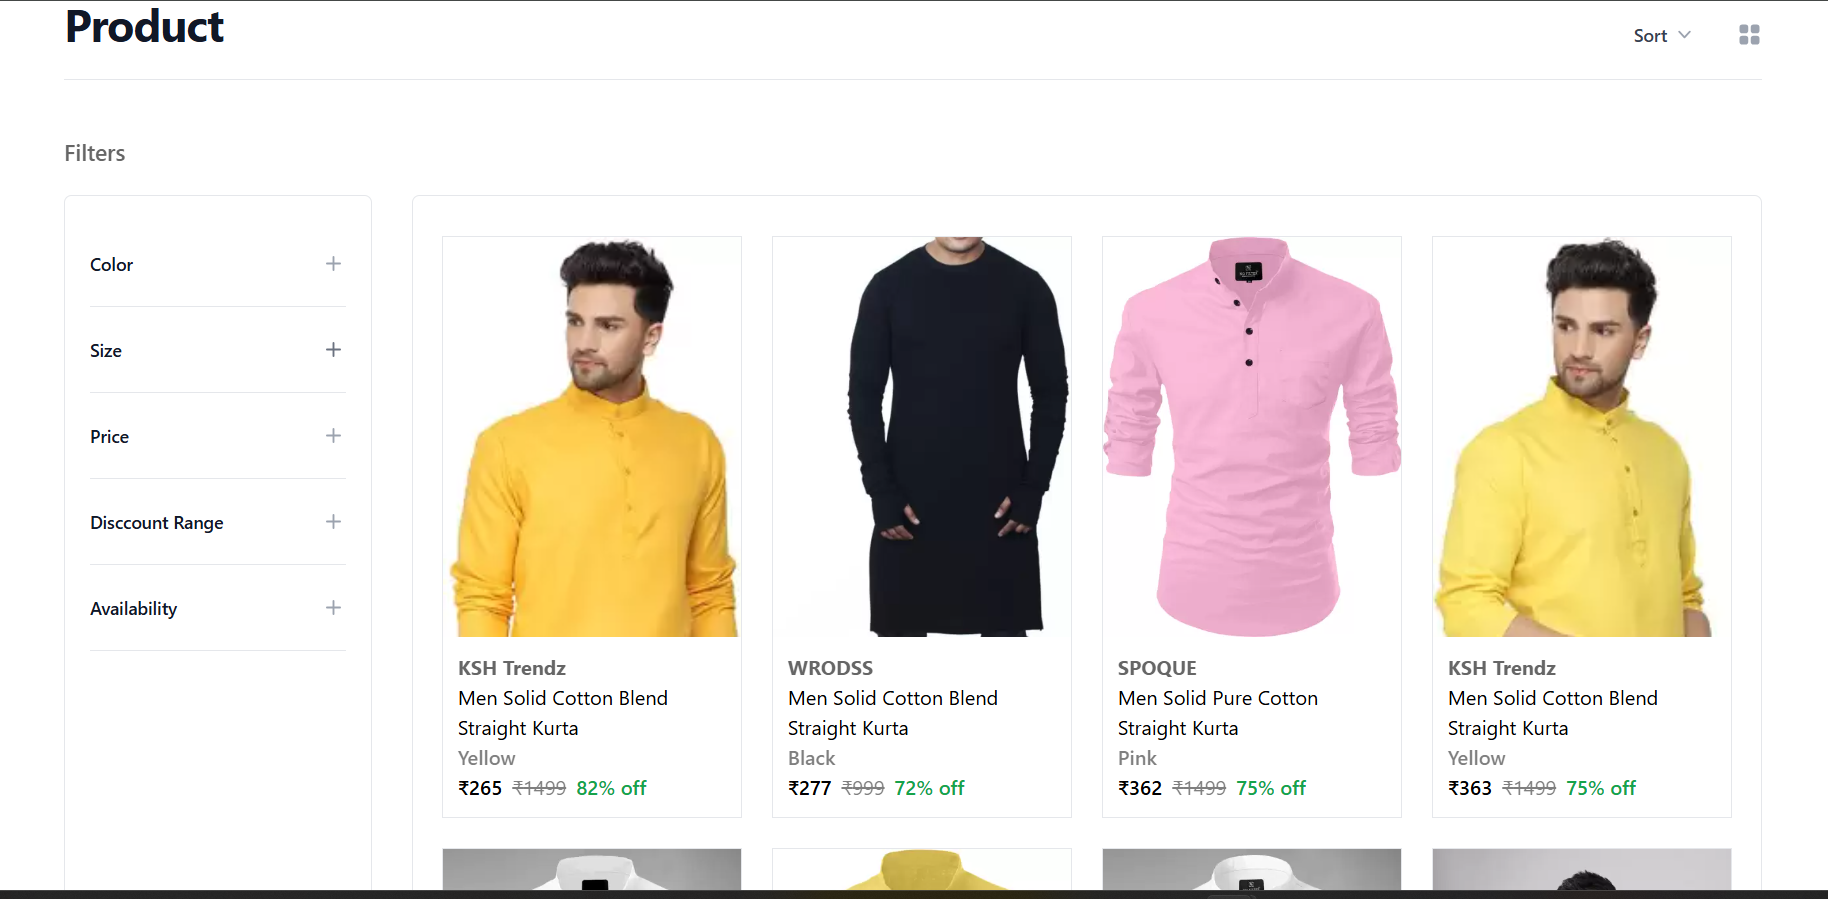 Product
Sort
Filters
Color
Size
Price
Disccount Range
Availability
KSH Trendz
Men Solid Cotton Blend
Straight Kurta
Yellow
₹265 ₹1499 82% off
WRODSS
Men Solid Cotton Blend
Straight Kurta
Black
₹277 ₹999 72% off
SPOQUE
Men Solid Pure Cotton
Straight Kurta
Pink
₹362 ₹1499 75% off
KSH Trendz
Men Solid Cotton Blend
Straight Kurta
Yellow
₹363 ₹1499 75% off